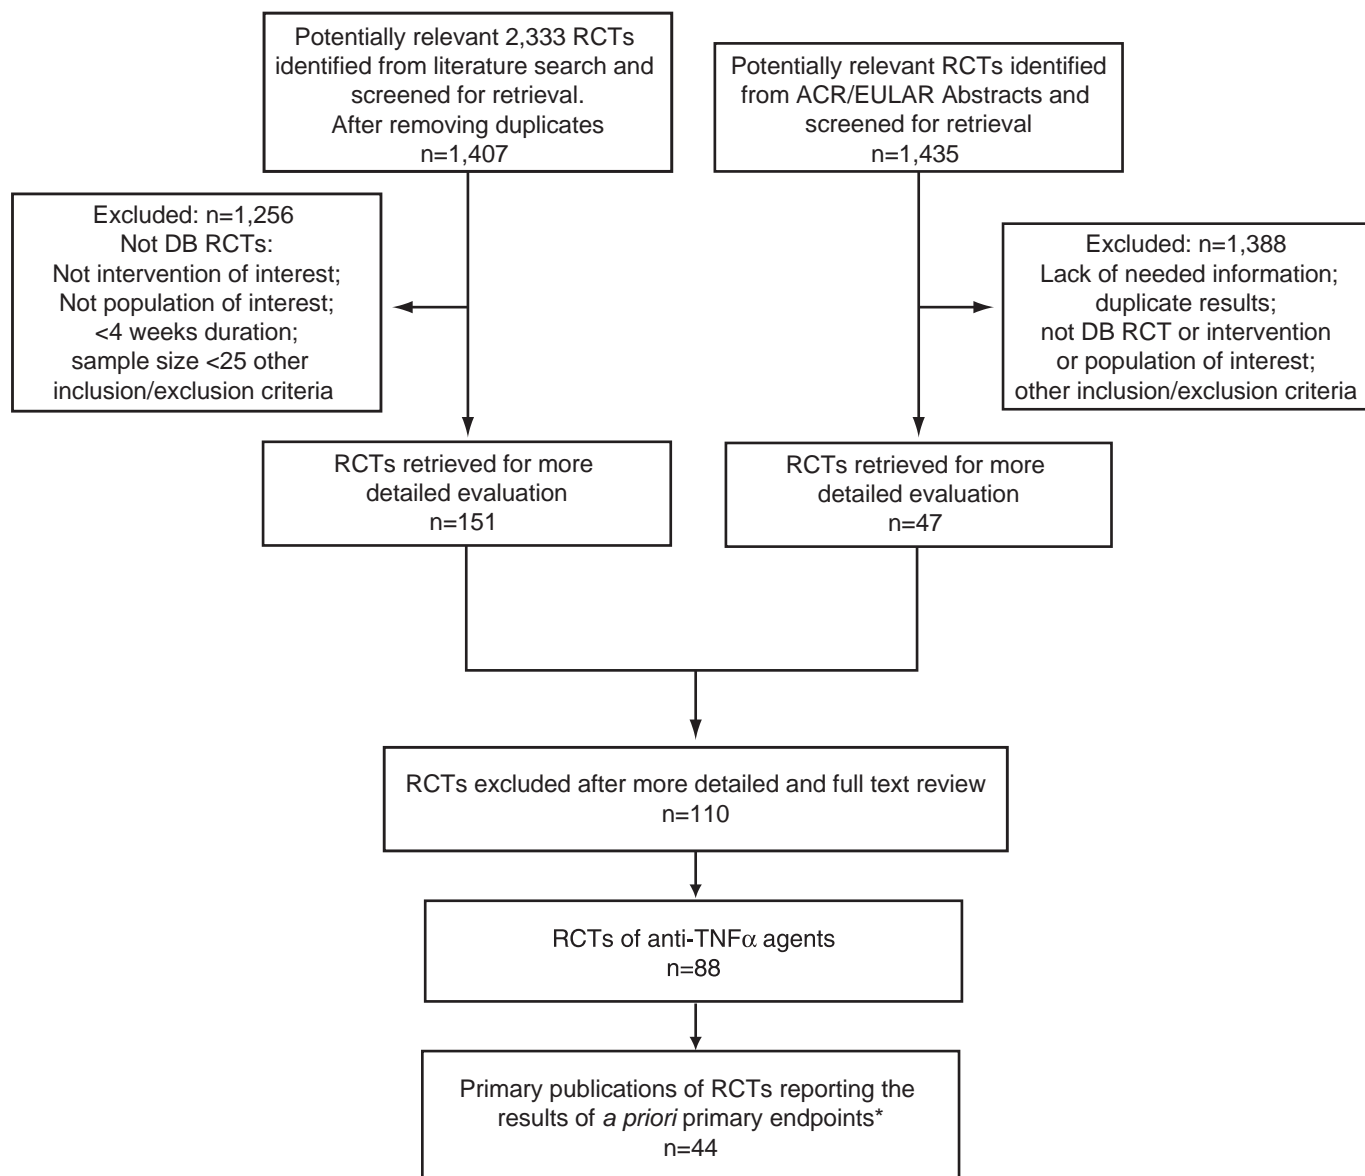 Potentially relevant 2,333 RCTs
identified from literature search and
screened for retrieval.
After removing duplicates
n=1,407
Potentially relevant RCTs identified
from ACR/EULAR Abstracts and
screened for retrieval
n=1,435
Excluded: n=1,256
Not DB RCTs:
Not intervention of interest;
Not population of interest;
<4 weeks duration;
sample size <25 other
inclusion/exclusion criteria
Excluded: n=1,388
Lack of needed information;
duplicate results;
not DB RCT or intervention
or population of interest;
other inclusion/exclusion criteria
RCTs retrieved for more
detailed evaluation
n=151
RCTs retrieved for more
detailed evaluation
n=47
RCTs excluded after more detailed and full text review
n=110
RCTs of anti-TNFα agents
n=88
Primary publications of RCTs reporting the
results of a priori primary endpoints*
n=44